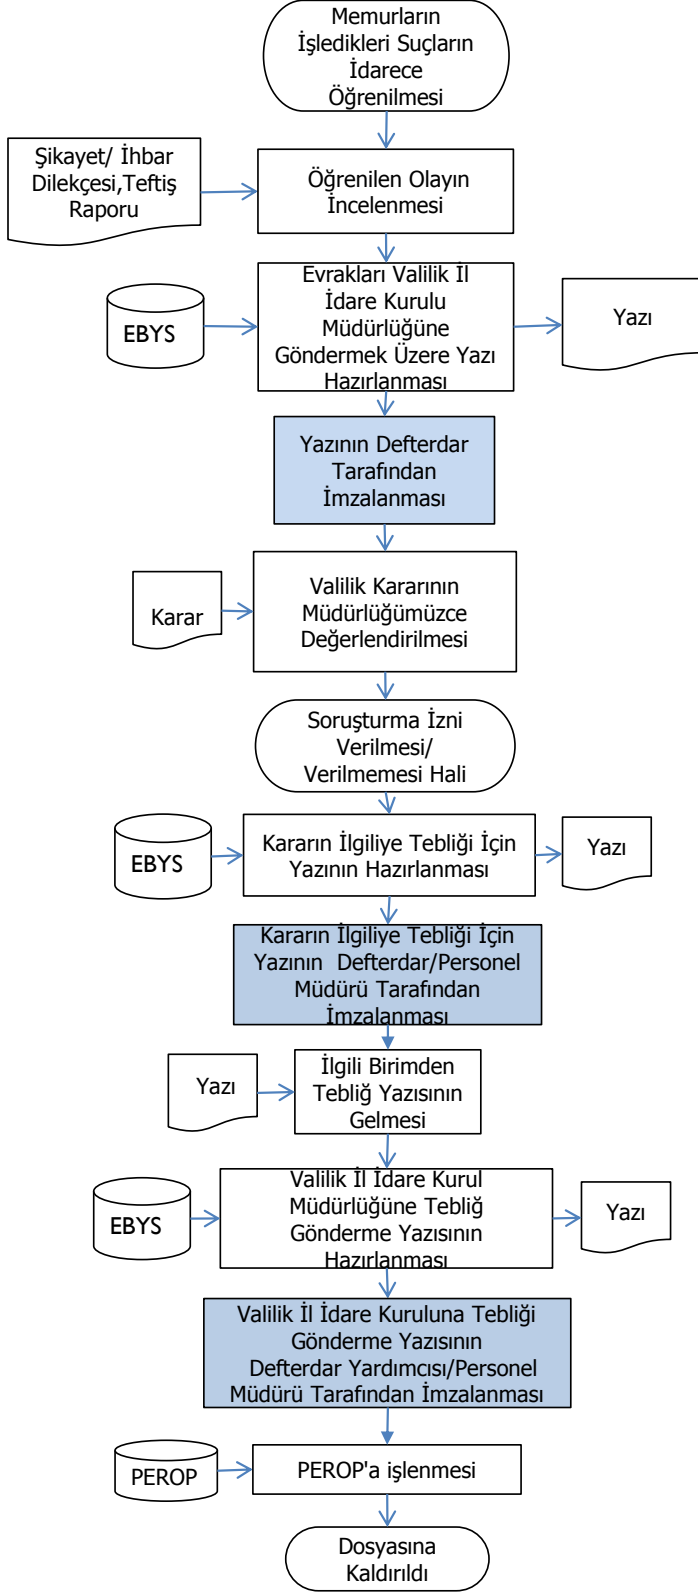 Memurların
İşledikleri Suçların
İdarece
Öğrenilmesi
Şikayet/ İhbar
Dilekçesi,Teftiş
Raporu
Öğrenilen Olayın
İncelenmesi
Evrakları Valilik İl
İdare Kurulu
Müdürlüğüne
Göndermek Üzere Yazı
Hazırlanması
EBYS
Yazı
Yazının Defterdar
Tarafından
İmzalanması
Karar
Valilik Kararının
Müdürlüğümüzce
Değerlendirilmesi
Soruşturma İzni
Verilmesi/
Verilmemesi Hali
EBYS
Kararın İlgiliye Tebliği İçin
Yazının Hazırlanması
Yazı
Kararın İlgiliye Tebliği İçin
Yazının Defterdar/Personel
Müdürü Tarafından
İmzalanması
Yazı
İlgili Birimden
Tebliğ Yazısının
Gelmesi
EBYS
Valilik İl İdare Kurul
Müdürlüğüne Tebliğ
Gönderme Yazısının
Hazırlanması
Yazı
Valilik İl İdare Kuruluna Tebliği
Gönderme Yazısının
Defterdar Yardımcısı/Personel
Müdürü Tarafından İmzalanması
PEROP
PEROP'a işlenmesi
Dosyasına
Kaldırıldı